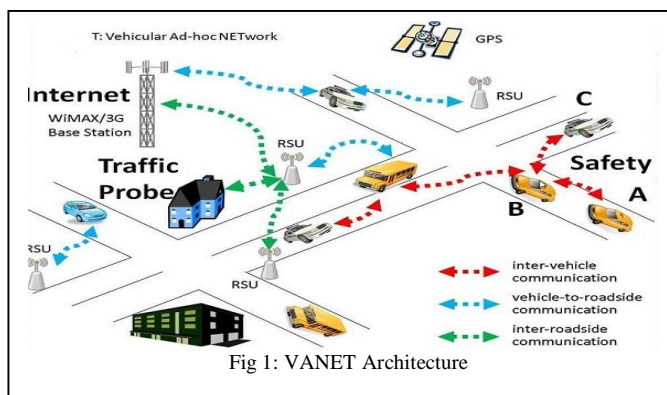 T: Vehicular Ad-hoc NETwork
GPS
Internet
WiMAX/3G
Base Station
RSU
C
RSU
Traffic
Probe
Safety
A
B
RSU
RSU
inter-vehicle
communication
vehicle-to-roadside
communication
inter-roadside
communication
Fig 1: VANET Architecture